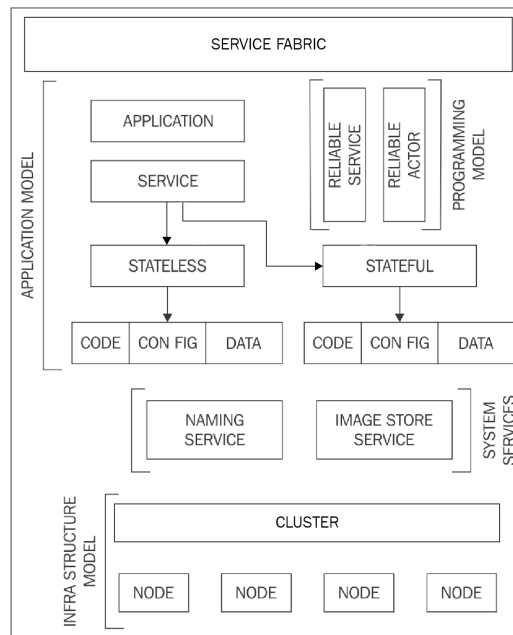 SERVICE FABRIC
APPLICATION MODEL
APPLICATION
SERVICE
RELIABLE
SERVICE
RELIABLE
ACTOR
PROGRAMMING
MODEL
STATELESS
STATEFUL
CODE CON FIG DATA
CODE CON FIG DATA
NAMING
SERVICE
IMAGE STORE
SERVICE
SYSTEM
SERVICES
INFRA STRUCTURE
MODEL
CLUSTER
NODE NODE NODE NODE